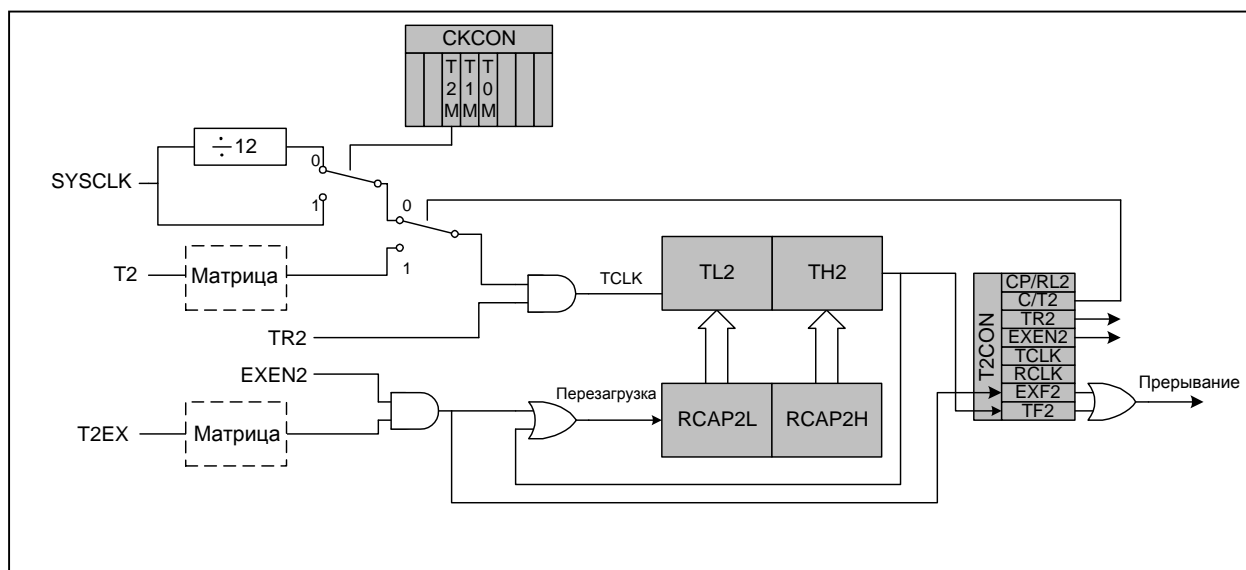 CKCON
T2M T1M T0M
÷ 12
0
SYSCLK
1
0
T2
Матрица
1
TCLK
TL2
TH2
TR2
EXEN2
T2EX
Матрица
Перезагрузка
RCAP2L
RCAP2H
T2CON
CP/RL2
C/T2
TR2
EXEN2
TCLK
RCLK
EXF2
TF2
Прерывание